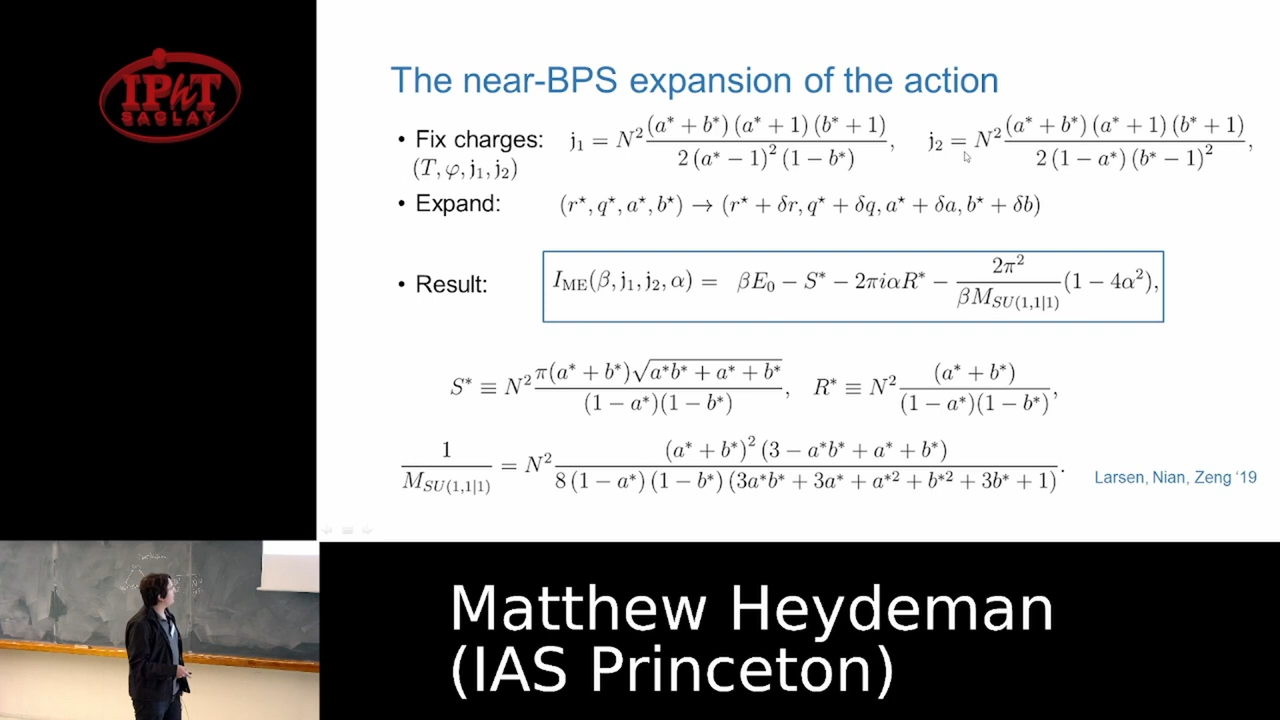 IPhT
SACLAY
The near-BPS expansion of the action
• Fix charges: j₁ = N² (a* + b*) (a* + 1) (b* + 1) / 2 (a* − 1)² (1 − b*), j₂ = N² (a* + b*) (a* + 1) (b* + 1) / 2 (1 − a*) (b* − 1)²,
(T, φ, j₁, j₂)
• Expand: (r⋆, q⋆, a⋆, b⋆) → (r⋆ + δr, q⋆ + δq, a⋆ + δa, b⋆ + δb)
• Result: I_ME(β, j₁, j₂, α) = βE₀ − S* − 2πiαR* − 2π² / βM_SU(1,1|1) (1 − 4α²),
S* ≡ N² π(a* + b*)√(a*b* + a* + b*) / (1 − a*)(1 − b*), R* ≡ N² (a* + b*) / (1 − a*)(1 − b*),
1 / M_SU(1,1|1) = N² (a* + b*)² (3 − a*b* + a* + b*) / 8 (1 − a*) (1 − b*) (3a*b* + 3a* + a*² + b*² + 3b* + 1).
Larsen, Nian, Zeng ‘19
Matthew Heydeman
(IAS Princeton)